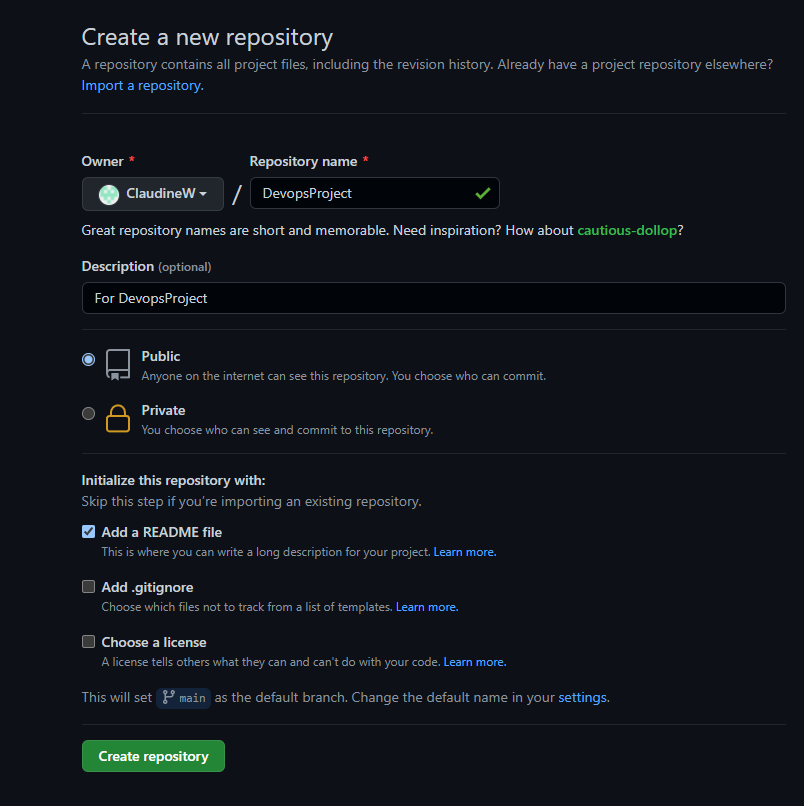 Create a new repository
A repository contains all project files, including the revision history. Already have a project repository elsewhere?
Import a repository.
Owner * Repository name *
ClaudineW / DevopsProject
Great repository names are short and memorable. Need inspiration? How about cautious-dollop?
Description (optional)
For DevopsProject
Public
Anyone on the internet can see this repository. You choose who can commit.
Private
You choose who can see and commit to this repository.
Initialize this repository with:
Skip this step if you're importing an existing repository.
Add a README file
This is where you can write a long description for your project. Learn more.
Add .gitignore
Choose which files not to track from a list of templates. Learn more.
Choose a license
A license tells others what they can and can't do with your code. Learn more.
This will set main as the default branch. Change the default name in your settings.
Create repository